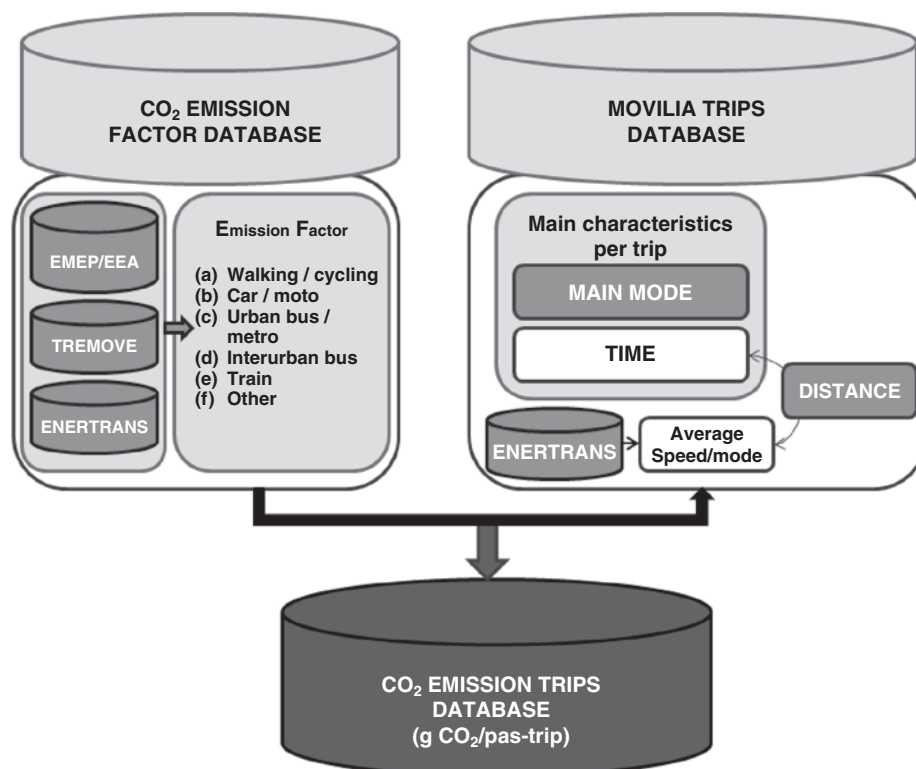 CO₂ EMISSION
FACTOR DATABASE
EMEP/EEA
TREMOVE
ENERTRANS
Emission Factor
(a) Walking / cycling
(b) Car / moto
(c) Urban bus /
metro
(d) Interurban bus
(e) Train
(f) Other
MOVILIA TRIPS
DATABASE
Main characteristics
per trip
MAIN MODE
TIME
DISTANCE
ENERTRANS
Average
Speed/mode
CO₂ EMISSION TRIPS
DATABASE
(g CO₂/pas-trip)